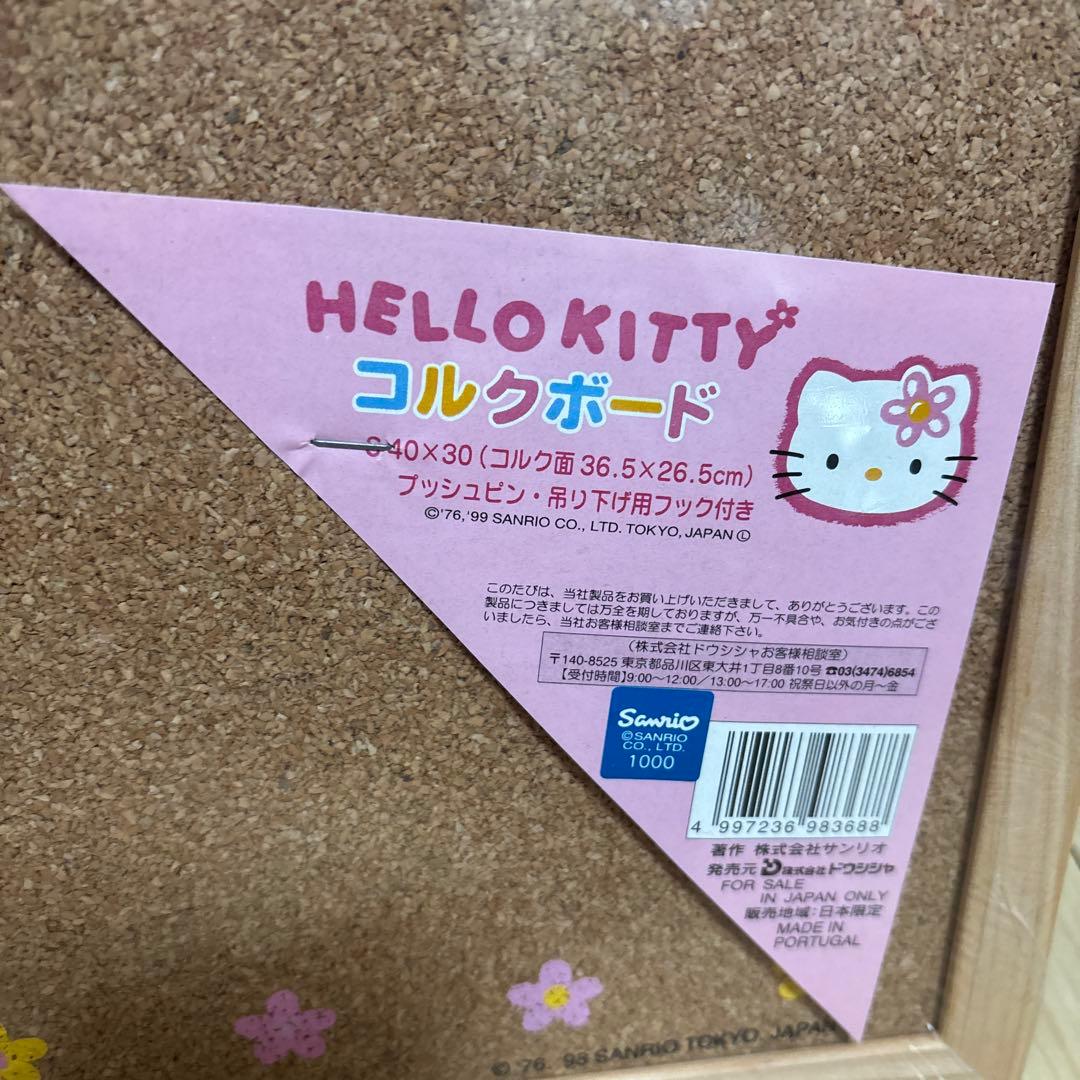 HELLO KITTY
コルクボード
S 40×30(コルク面 36.5×26.5cm)
プッシュピン・吊り下げ用フック付き
©'76,'99 SANRIO CO., LTD. TOKYO, JAPAN Ⓛ
このたびは、当社製品をお買い上げいただきまして、ありがとうございます。この
製品につきましては万全を期しておりますが、万一不具合や、お気付きの点がござ
いましたら、当社お客様相談室までご連絡下さい。
(株式会社ドウシシャお客様相談室)
〒140-8525 東京都品川区東大井1丁目8番10号 ☎03(3474)6854
【受付時間】9:00～12:00/13:00～17:00 祝祭日以外の月～金
Sanrio
©SANRIO
CO., LTD.
1000
4 997236 983688
著作 株式会社サンリオ
発売元 株式会社ドウシシャ
FOR SALE
IN JAPAN ONLY
販売地域:日本限定
MADE IN
PORTUGAL
© '76, '98 SANRIO TOKYO, JAPAN